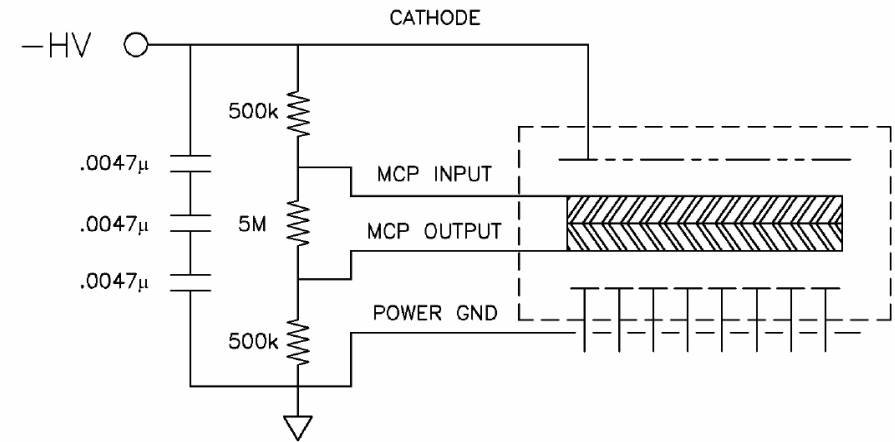 CATHODE
−HV
500k
.0047μ
MCP INPUT
.0047μ
5M
MCP OUTPUT
.0047μ
POWER GND
500k